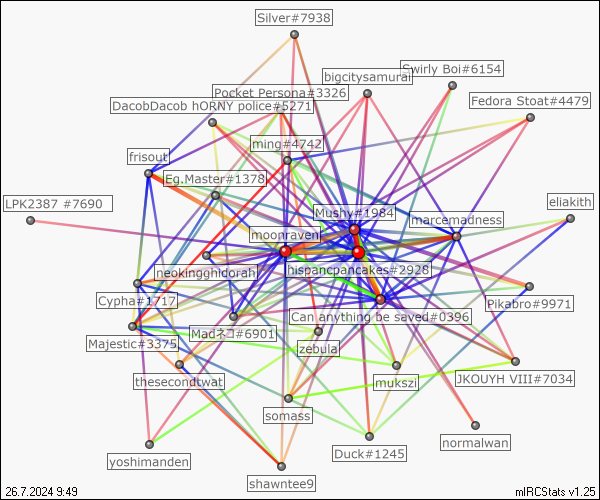 Silver#7938
Swirly Boi#6154
bigcitysamurai
Pocket Persona#3326
DacobDacob hORNY police#5271
Fedora Stoat#4479
ming#4742
frisout
Eg.Master#1378
LPK2387 #7690
eliakith
Mushy#1984
marcemadness
moonraven
neokingghidorah
hispancpancakes#2928
Cypha#1717
Pikabro#9971
Can anything be saved#0396
Madネコ#6901
Majestic#3375
zebula
thesecondtwat
mukszi
JKOUYH VIII#7034
somass
normalwan
Duck#1245
yoshimanden
shawntee9
26.7.2024 9:49
mIRCStats v1.25